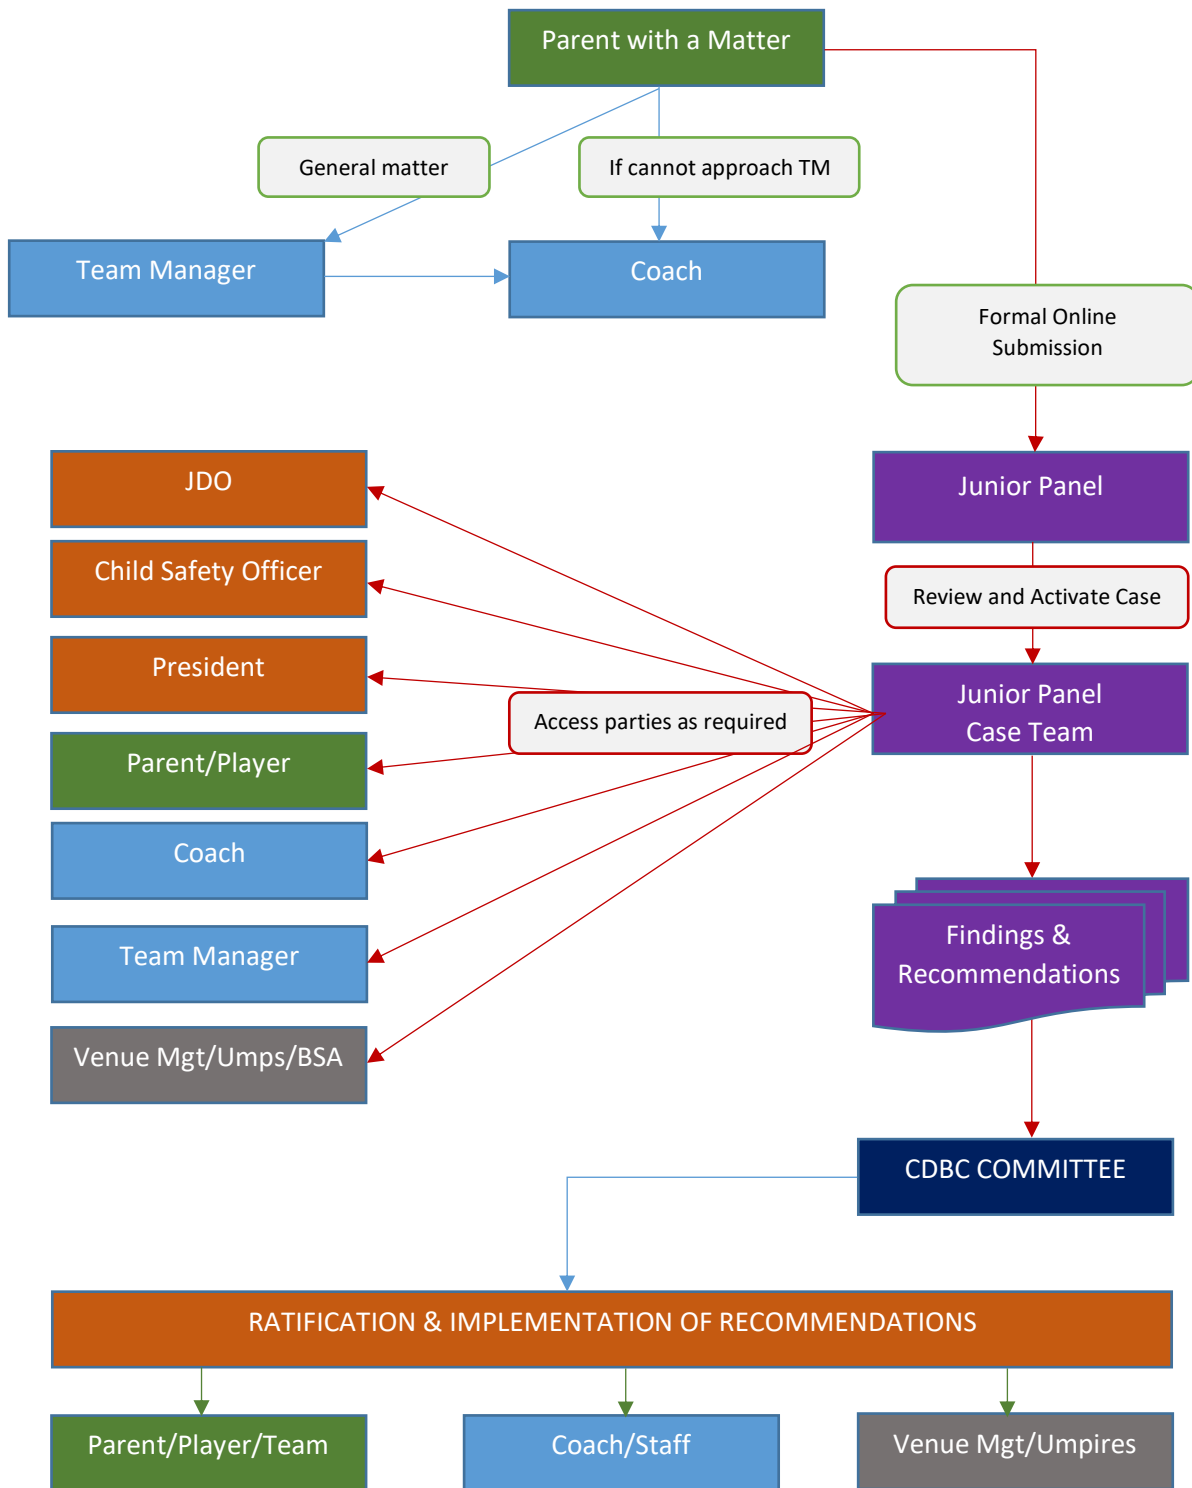 Parent with a Matter
General matter
If cannot approach TM
Team Manager
Coach
Formal Online
Submission
JDO
Junior Panel
Child Safety Officer
Review and Activate Case
President
Junior Panel
Case Team
Access parties as required
Parent/Player
Coach
Team Manager
Findings &
Recommendations
Venue Mgt/Umps/BSA
CDBC COMMITTEE
RATIFICATION & IMPLEMENTATION OF RECOMMENDATIONS
Parent/Player/Team
Coach/Staff
Venue Mgt/Umpires